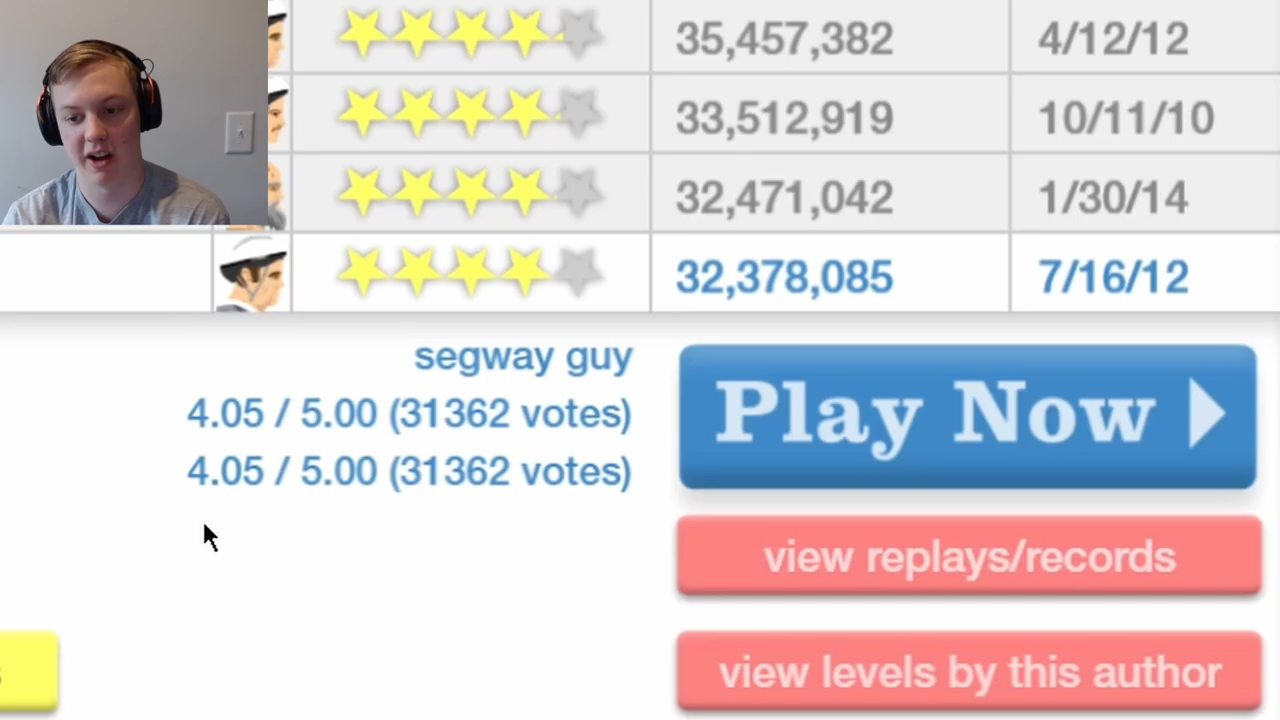 35,457,382 4/12/12
33,512,919 10/11/10
32,471,042 1/30/14
32,378,085 7/16/12
segway guy
4.05 / 5.00 (31362 votes)
4.05 / 5.00 (31362 votes)
Play Now
view replays/records
view levels by this author